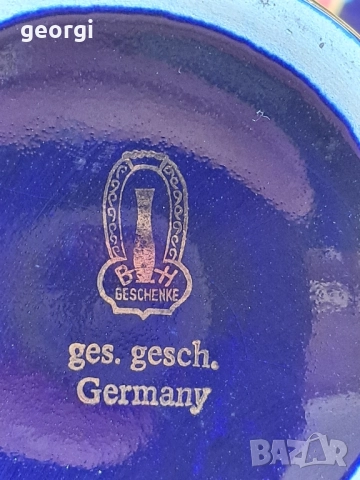 georgi
B H
GESCHENKE
ges. gesch.
Germany
BAZAR